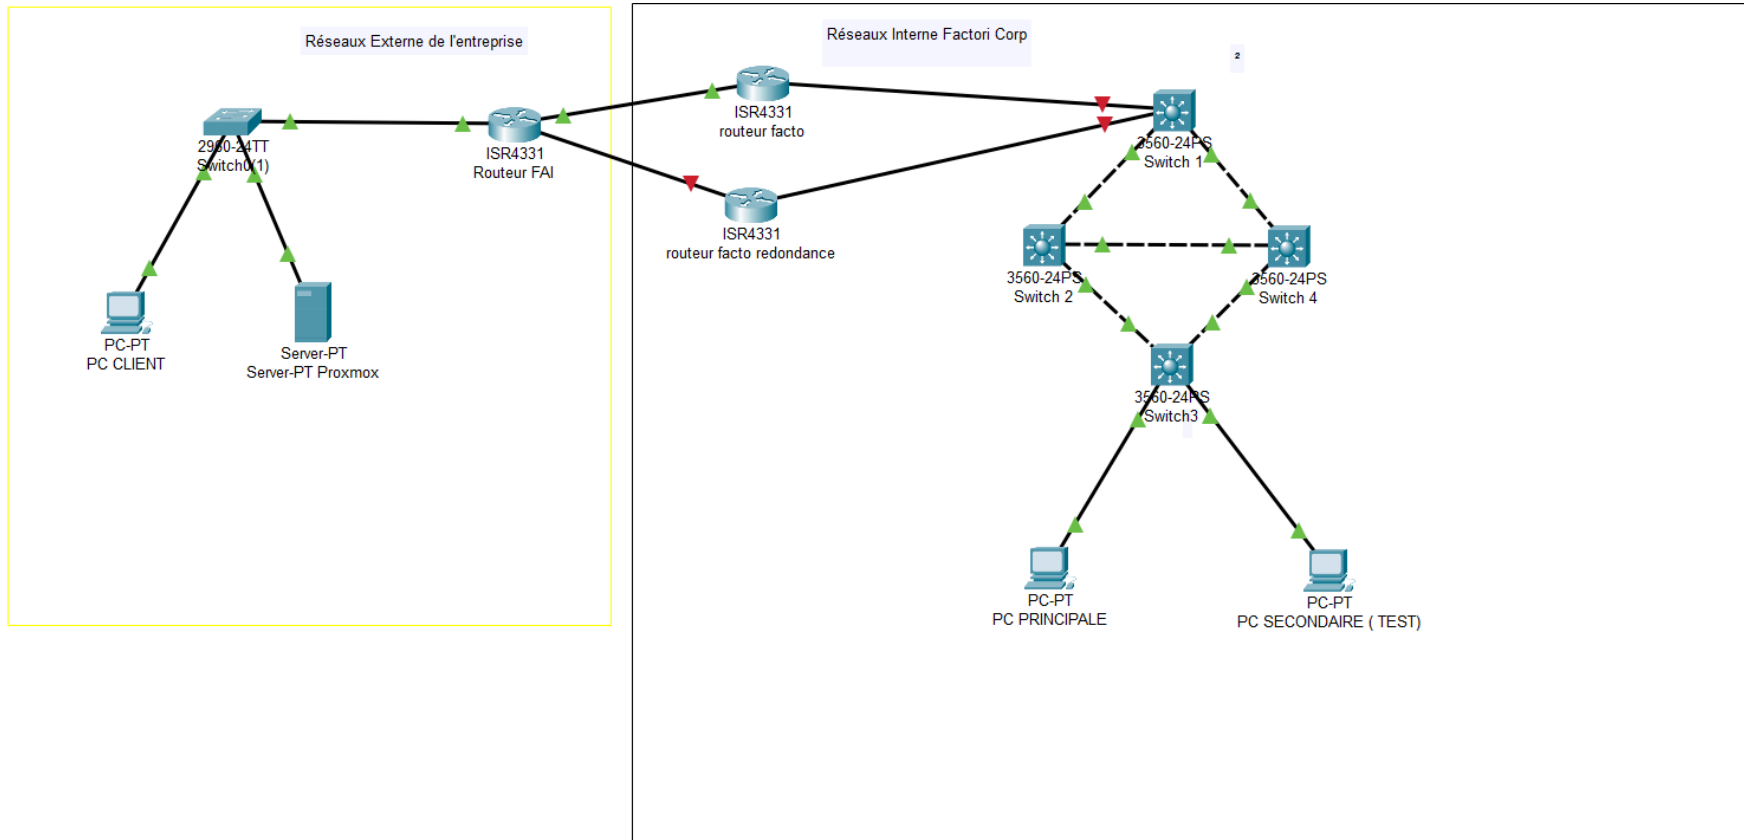 Réseaux Externe de l'entreprise
Réseaux Interne Factori Corp
²
2960-24TT
Switch0(1)
ISR4331
Routeur FAI
ISR4331
routeur facto
ISR4331
routeur facto redondance
3560-24PS
Switch 1
3560-24PS
Switch 2
3560-24PS
Switch 4
3560-24PS
Switch3
PC-PT
PC CLIENT
Server-PT
Server-PT Proxmox
PC-PT
PC PRINCIPALE
PC-PT
PC SECONDAIRE ( TEST)